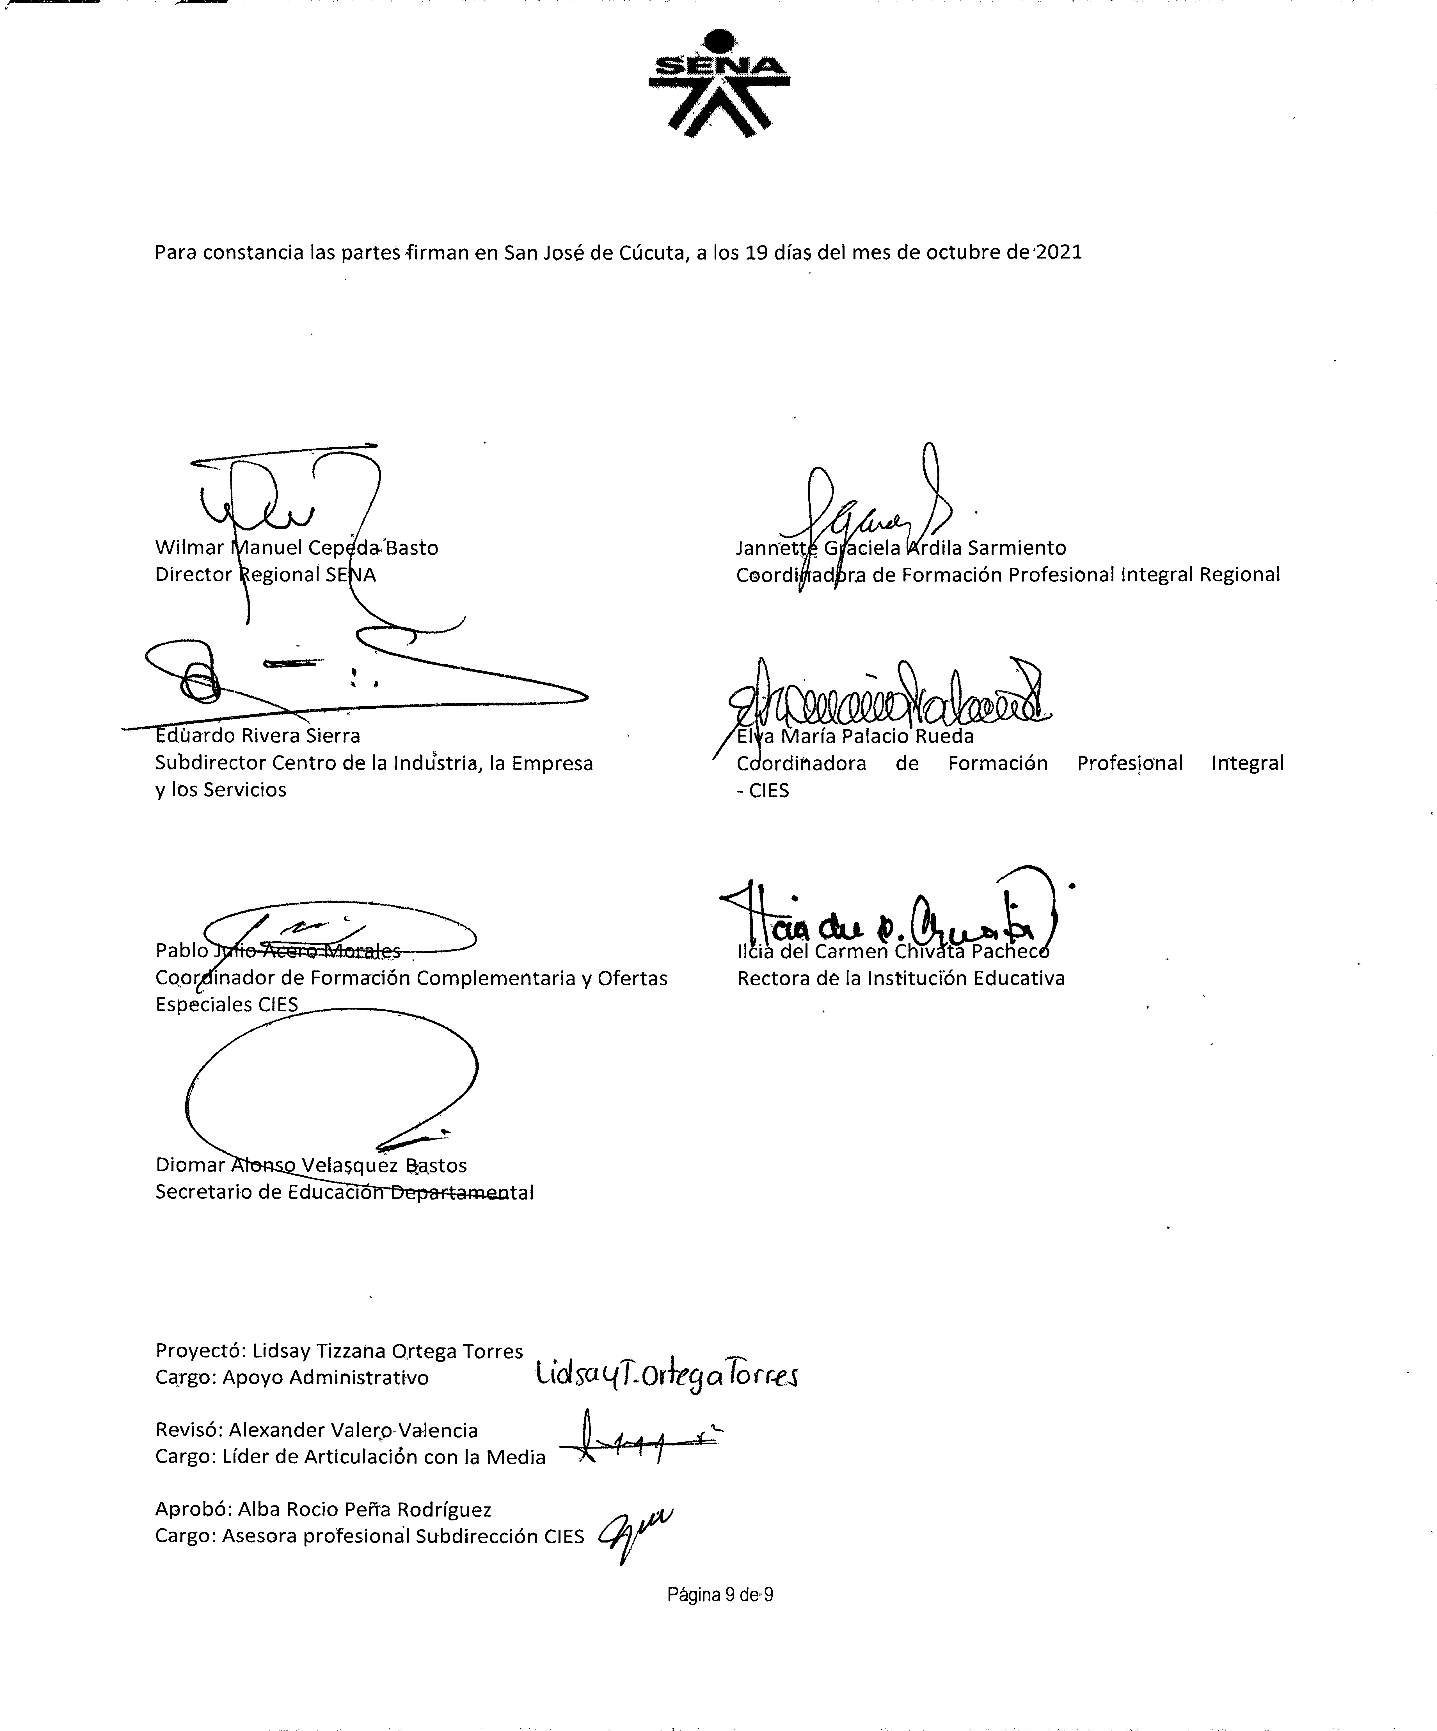 SENA
Para constancia las partes firman en San José de Cúcuta, a los 19 días del mes de octubre de 2021
Wilmar Manuel Cepeda Basto
Director Regional SENA
Jannette Graciela Ardila Sarmiento
Coordinadora de Formación Profesional Integral Regional
Eduardo Rivera Sierra
Subdirector Centro de la Industria, la Empresa
y los Servicios
Elva María Palacio Rueda
Coordinadora de Formación Profesional Integral
- CIES
Pablo Julio Acero Morales
Coordinador de Formación Complementaria y Ofertas
Especiales CIES
Ilcia del Carmen Chivatá Pacheco
Rectora de la Institución Educativa
Diomar Alonso Velasquez Bastos
Secretario de Educación Departamental
Proyectó: Lidsay Tizzana Ortega Torres
Cargo: Apoyo Administrativo
Lidsay T. Ortega Torres
Revisó: Alexander Valero Valencia
Cargo: Líder de Articulación con la Media
Aprobó: Alba Rocio Peña Rodríguez
Cargo: Asesora profesional Subdirección CIES
Página 9 de 9